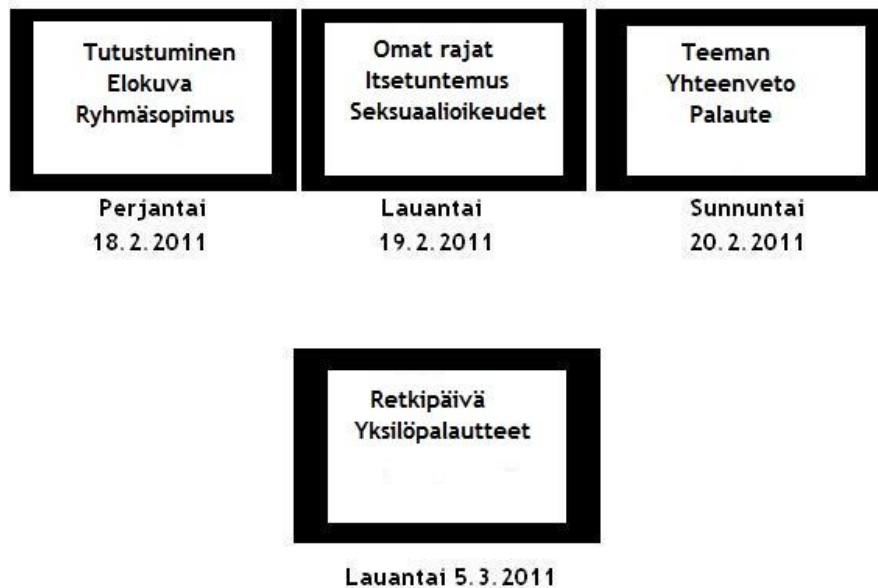 Tutustuminen
Elokuva
Ryhmäsopimus
Perjantai
18.2.2011
Omat rajat
Itsetuntemus
Seksuaalioikeudet
Lauantai
19.2.2011
Teeman
Yhteenveto
Palaute
Sunnuntai
20.2.2011
Retkipäivä
Yksilöpalautteet
Lauantai 5.3.2011